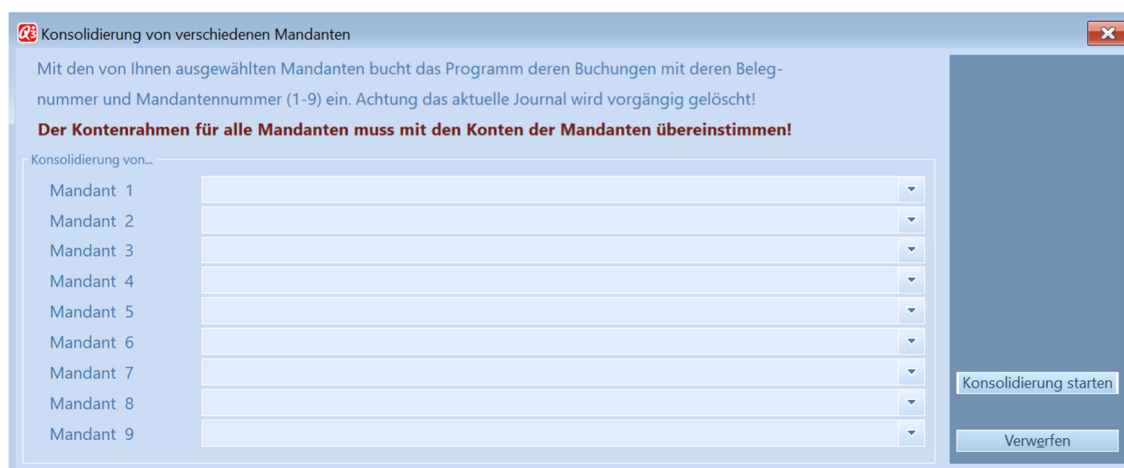 Konsolidierung von verschiedenen Mandanten
Mit den von Ihnen ausgewählten Mandanten bucht das Programm deren Buchungen mit deren Beleg-
nummer und Mandantennummer (1-9) ein. Achtung das aktuelle Journal wird vorgängig gelöscht!
Der Kontenrahmen für alle Mandanten muss mit den Konten der Mandanten übereinstimmen!
Konsolidierung von...
Mandant 1
Mandant 2
Mandant 3
Mandant 4
Mandant 5
Mandant 6
Mandant 7
Mandant 8
Mandant 9
Konsolidierung starten
Verwerfen